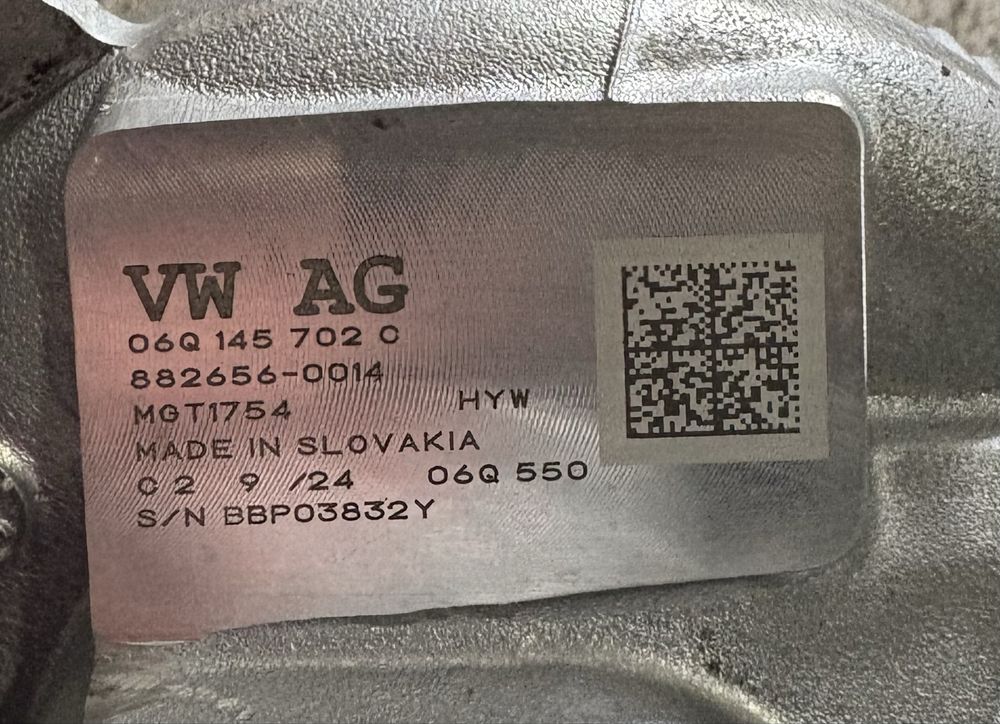 VW AG
06Q 145 702 C
882656-0014
MGT1754 HYW
MADE IN SLOVAKIA
C 2 9 /24 06Q 550
S/N BBP03832Y